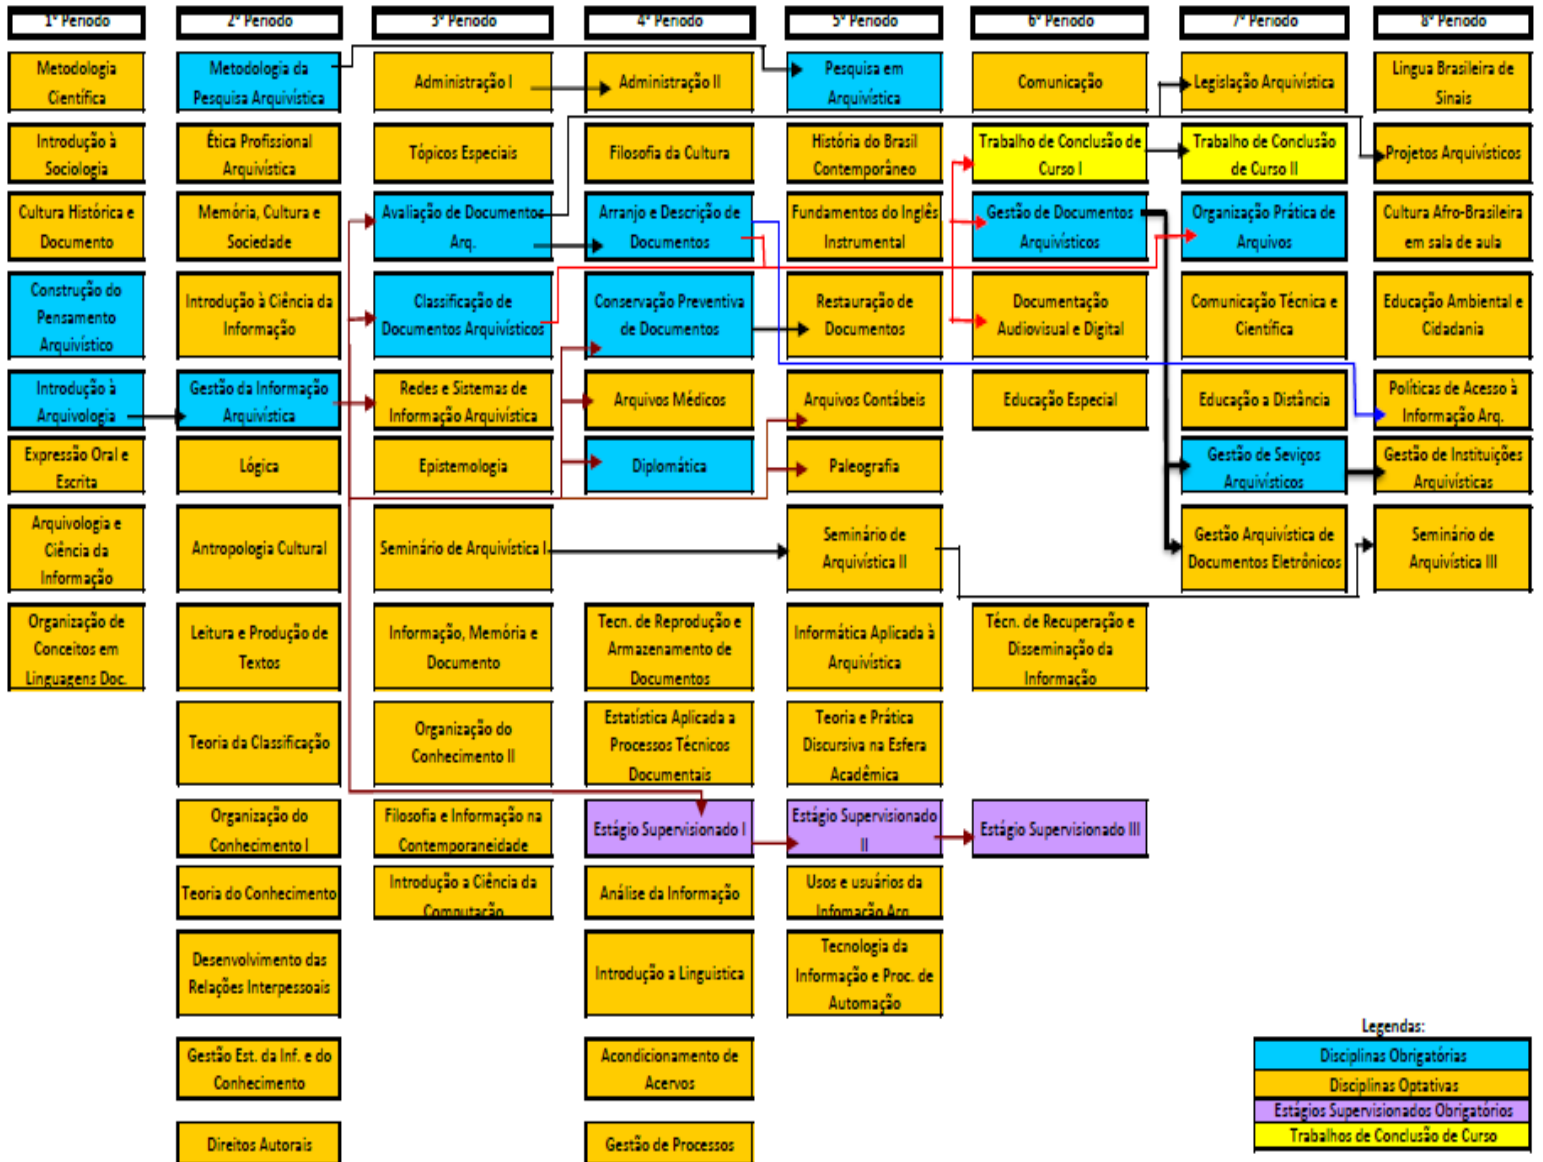 1º Periodo
2º Periodo
3º Periodo
4º Periodo
5º Periodo
6º Periodo
7º Periodo
8º Periodo
Metodologia
Científica
Introdução à
Sociologia
Cultura Histórica e
Documento
Construção do
Pensamento
Arquivístico
Introdução à
Arquivologia
Expressão Oral e
Escrita
Arquivologia e
Ciência da
Informação
Organização de
Conceitos em
Linguagens Doc.
Metodologia da
Pesquisa Arquivística
Ética Profissional
Arquivística
Memória, Cultura e
Sociedade
Introdução à Ciência da
Informação
Gestão da Informação
Arquivística
Lógica
Antropologia Cultural
Leitura e Produção de
Textos
Teoria da Classificação
Organização do
Conhecimento I
Teoria do Conhecimento
Desenvolvimento das
Relações Interpessoais
Gestão Est. da Inf. e do
Conhecimento
Direitos Autorais
Administração I
Tópicos Especiais
Avaliação de Documentos
Arq.
Classificação de
Documentos Arquivísticos
Redes e Sistemas de
Informação Arquivística
Epistemologia
Seminário de Arquivística I
Informação, Memória e
Documento
Organização do
Conhecimento II
Filosofia e Informação na
Contemporaneidade
Introdução a Ciência da
Computação
Administração II
Filosofia da Cultura
Arranjo e Descrição de
Documentos
Conservação Preventiva
de Documentos
Arquivos Médicos
Diplomática
Tecn. de Reprodução e
Armazenamento de
Documentos
Estatística Aplicada a
Processos Técnicos
Documentais
Estágio Supervisionado I
Análise da Informação
Introdução a Linguistica
Acondicionamento de
Acervos
Gestão de Processos
Pesquisa em
Arquivística
História do Brasil
Contemporâneo
Fundamentos do Inglês
Instrumental
Restauração de
Documentos
Arquivos Contábeis
Paleografia
Seminário de
Arquivística II
Informática Aplicada à
Arquivística
Teoria e Prática
Discursiva na Esfera
Acadêmica
Estágio Supervisionado
II
Usos e usuários da
Infomação Arq
Tecnologia da
Informação e Proc. de
Automação
Comunicação
Trabalho de Conclusão de
Curso I
Gestão de Documentos
Arquivísticos
Documentação
Audiovisual e Digital
Educação Especial
Técn. de Recuperação e
Disseminação da
Informação
Estágio Supervisionado III
Legislação Arquivística
Trabalho de Conclusão
de Curso II
Organização Prática de
Arquivos
Comunicação Técnica e
Científica
Educação a Distância
Gestão de Seviços
Arquivísticos
Gestão Arquivística de
Documentos Eletrônicos
Lingua Brasileira de
Sinais
Projetos Arquivísticos
Cultura Afro-Brasileira
em sala de aula
Educação Ambiental e
Cidadania
Políticas de Acesso à
Informação Arq.
Gestão de Instituições
Arquivísticas
Seminário de
Arquivística III
Legendas:
Disciplinas Obrigatórias
Disciplinas Optativas
Estágios Supervisionados Obrigatórios
Trabalhos de Conclusão de Curso